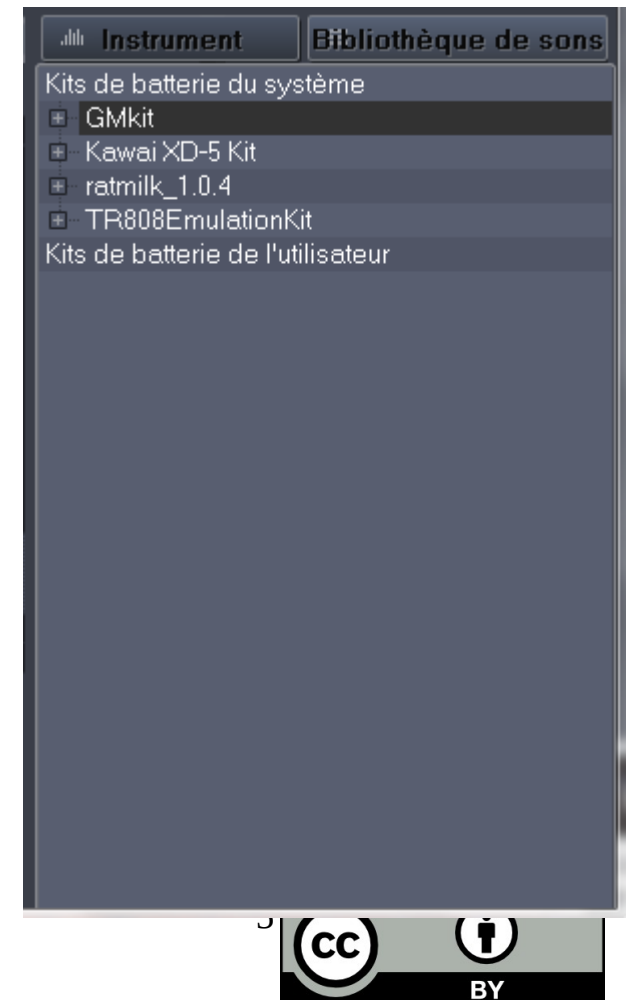 Instrument
Bibliothèque de sons
Kits de batterie du système
GMkit
Kawai XD-5 Kit
ratmilk_1.0.4
TR808EmulationKit
Kits de batterie de l'utilisateur
cc
BY